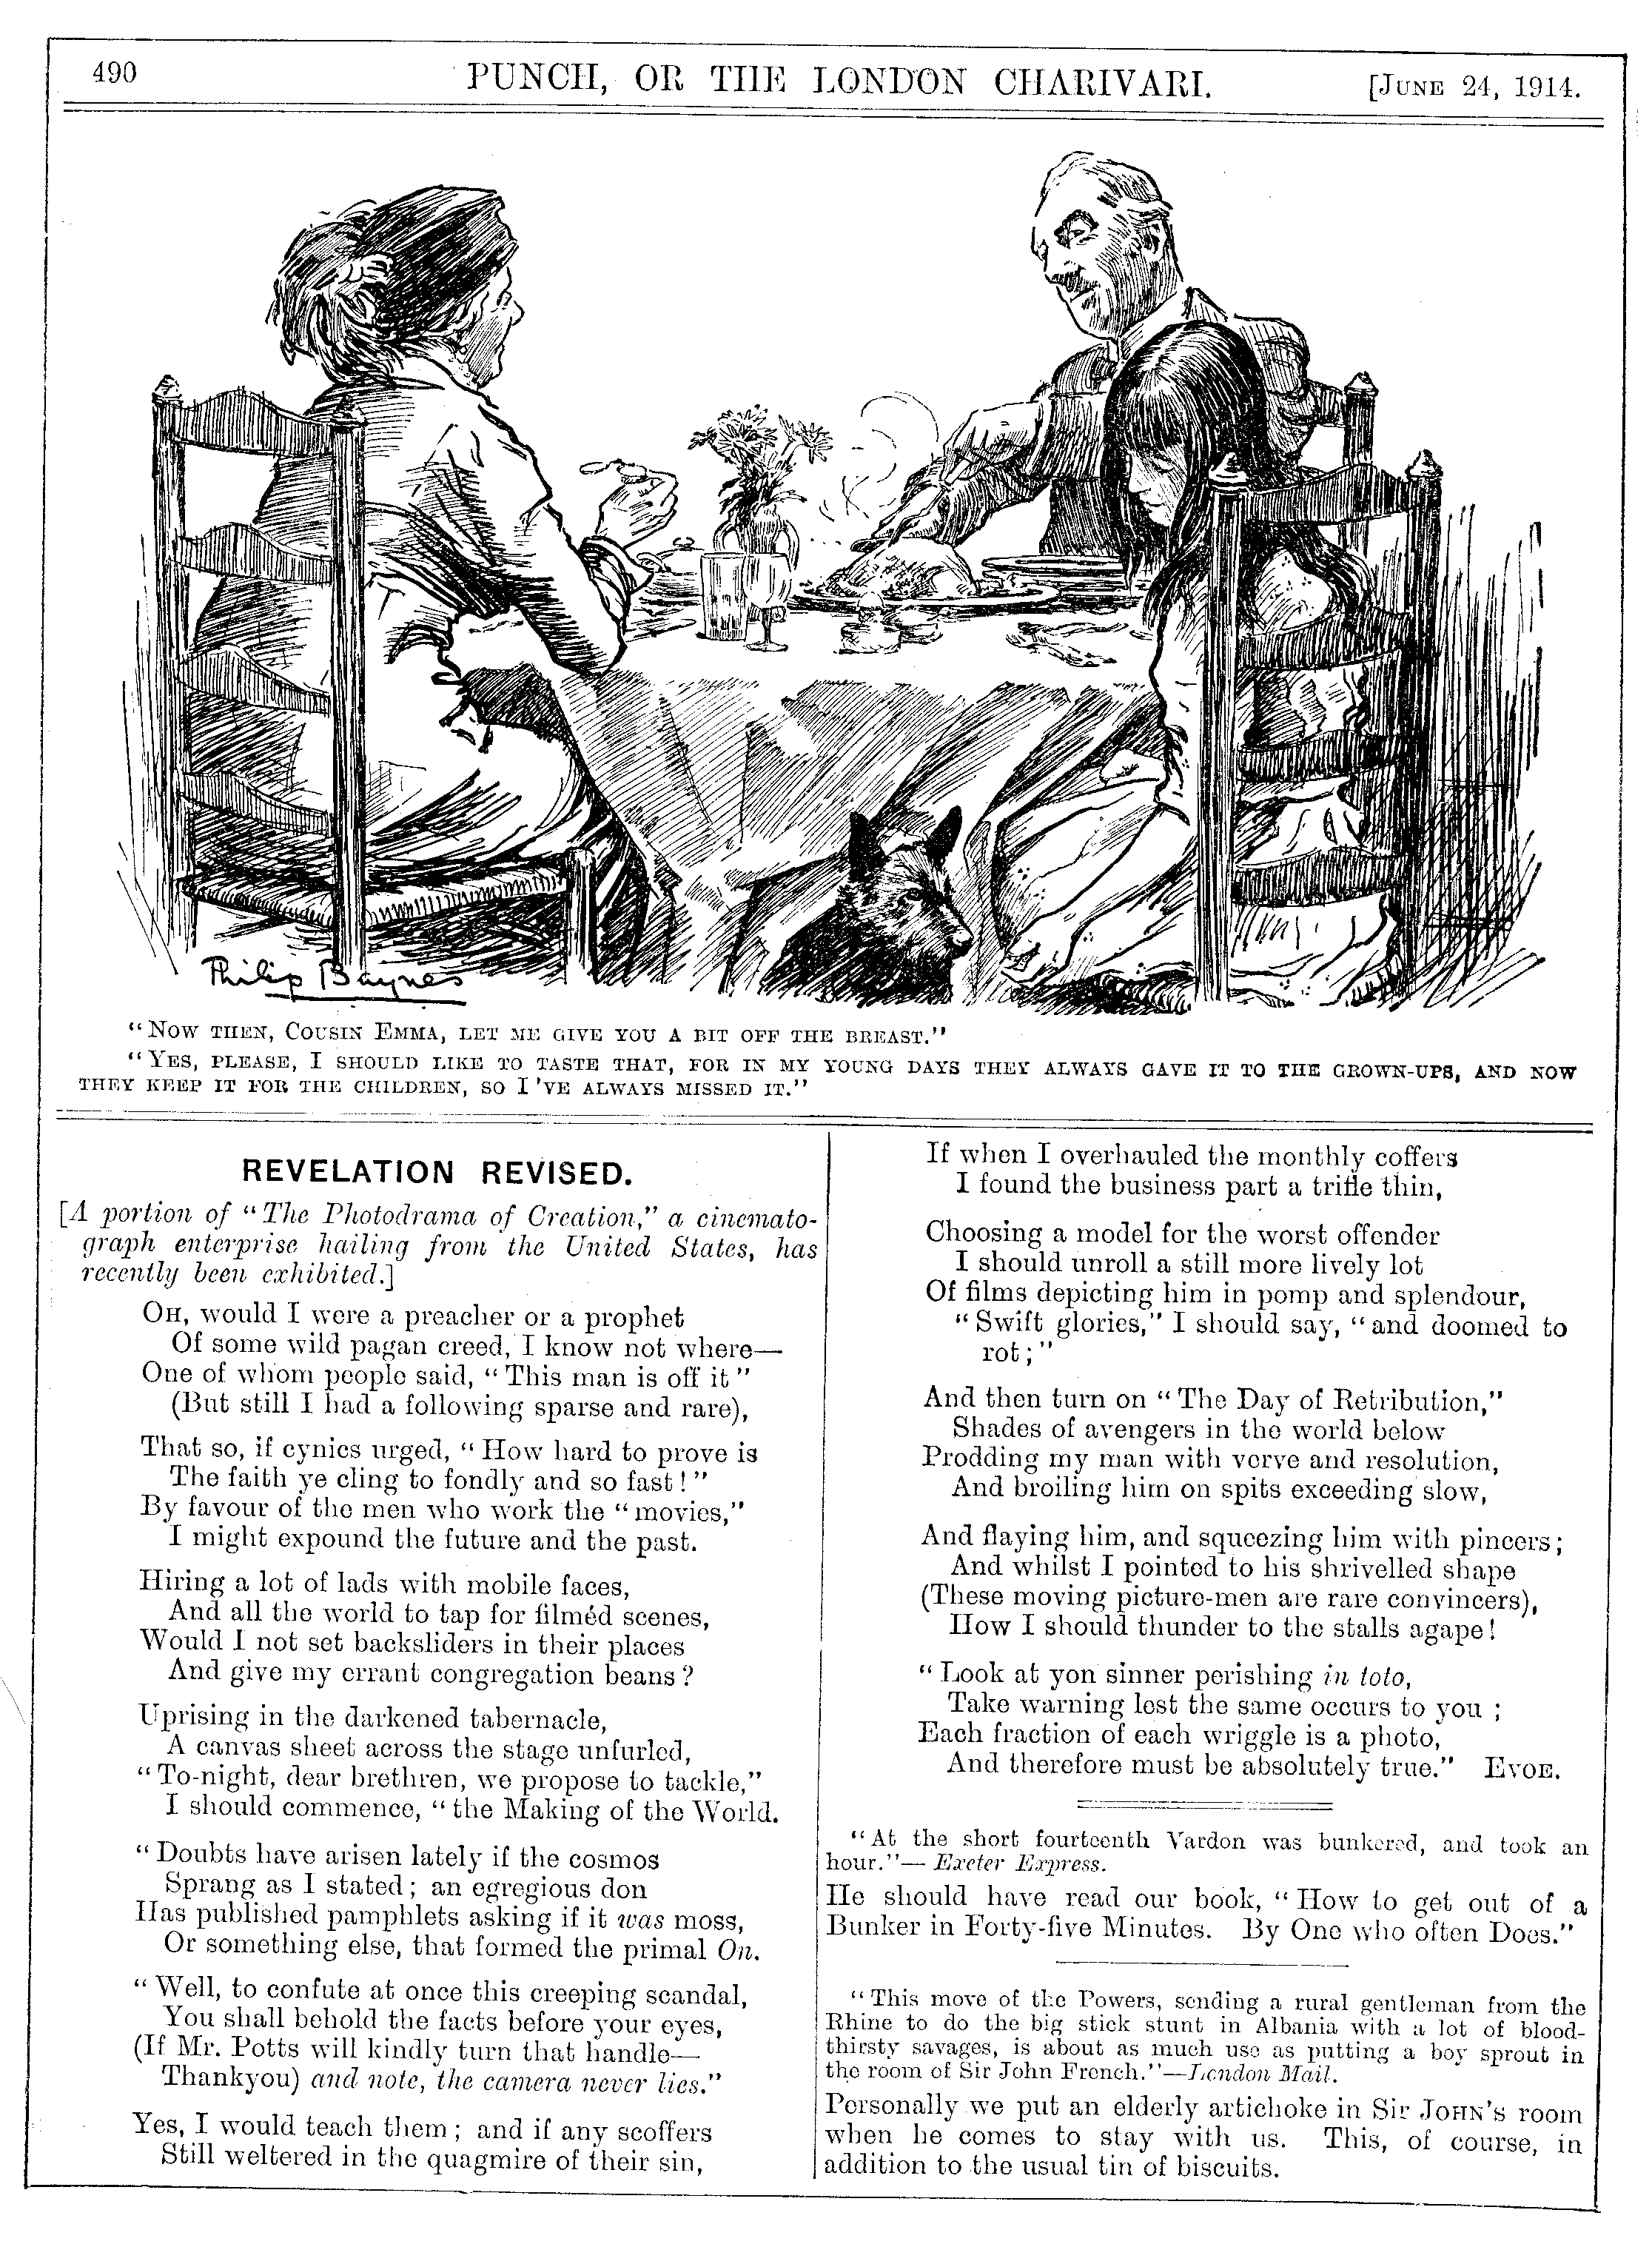 490
PUNCH, OR THE LONDON CHARIVARI.
[JUNE 24, 1914.
Philip Baynes
"NOW THEN, COUSIN EMMA, LET ME GIVE YOU A BIT OFF THE BREAST."
"YES, PLEASE, I SHOULD LIKE TO TASTE THAT, FOR IN MY YOUNG DAYS THEY ALWAYS GAVE IT TO THE GROWN-UPS, AND NOW
THEY KEEP IT FOR THE CHILDREN, SO I'VE ALWAYS MISSED IT."
REVELATION REVISED.
[A portion of "The Photodrama of Creation," a cinemato-
graph enterprise hailing from the United States, has
recently been exhibited.]
OH, would I were a preacher or a prophet
Of some wild pagan creed, I know not where—
One of whom people said, "This man is off it"
(But still I had a following sparse and rare),
That so, if cynics urged, "How hard to prove is
The faith ye cling to fondly and so fast!"
By favour of the men who work the "movies,"
I might expound the future and the past.
Hiring a lot of lads with mobile faces,
And all the world to tap for filméd scenes,
Would I not set backsliders in their places
And give my errant congregation beans?
Uprising in the darkened tabernacle,
A canvas sheet across the stage unfurled,
"To-night, dear brethren, we propose to tackle,"
I should commence, "the Making of the World.
"Doubts have arisen lately if the cosmos
Sprang as I stated; an egregious don
Has published pamphlets asking if it was moss,
Or something else, that formed the primal On.
"Well, to confute at once this creeping scandal,
You shall behold the facts before your eyes,
(If Mr. Potts will kindly turn that handle—
Thankyou) and note, the camera never lies."
Yes, I would teach them; and if any scoffers
Still weltered in the quagmire of their sin,
If when I overhauled the monthly coffers
I found the business part a trifle thin,
Choosing a model for the worst offender
I should unroll a still more lively lot
Of films depicting him in pomp and splendour,
"Swift glories," I should say, "and doomed to
rot;"
And then turn on "The Day of Retribution,"
Shades of avengers in the world below
Prodding my man with verve and resolution,
And broiling him on spits exceeding slow,
And flaying him, and squeezing him with pincers;
And whilst I pointed to his shrivelled shape
(These moving picture-men are rare convincers),
How I should thunder to the stalls agape!
"Look at yon sinner perishing in toto,
Take warning lest the same occurs to you;
Each fraction of each wriggle is a photo,
And therefore must be absolutely true." EVOE.
"At the short fourteenth Vardon was bunkered, and took an
hour."—Exeter Express.
He should have read our book, "How to get out of a
Bunker in Forty-five Minutes. By One who often Does."
"This move of the Powers, sending a rural gentleman from the
Rhine to do the big stick stunt in Albania with a lot of blood-
thirsty savages, is about as much use as putting a boy sprout in
the room of Sir John French."—London Mail.
Personally we put an elderly artichoke in Sir JOHN'S room
when he comes to stay with us. This, of course, in
addition to the usual tin of biscuits.